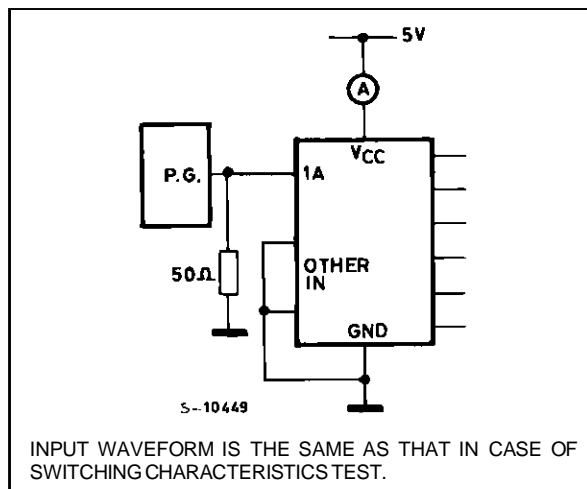 5V
A
VCC
P.G.
1A
50Ω
OTHER
IN
GND
S-10449
INPUT WAVEFORM IS THE SAME AS THAT IN CASE OF
SWITCHING CHARACTERISTICS TEST.